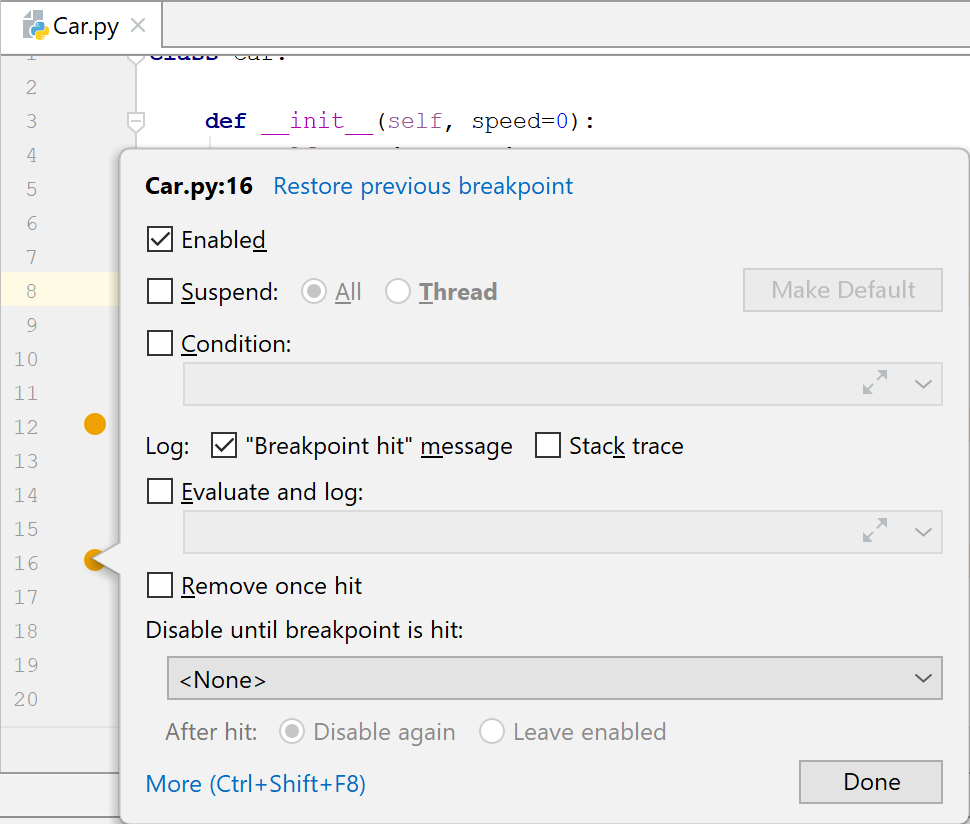 Car.py
1 class Car:
2
3 def __init__(self, speed=0):
4
5
6
7
8
9
10
11
12
13
14
15
16
17
18
19
20
Car.py:16 Restore previous breakpoint
Enabled
Suspend: All Thread Make Default
Condition:
Log: "Breakpoint hit" message Stack trace
Evaluate and log:
Remove once hit
Disable until breakpoint is hit:
<None>
After hit: Disable again Leave enabled
More (Ctrl+Shift+F8) Done